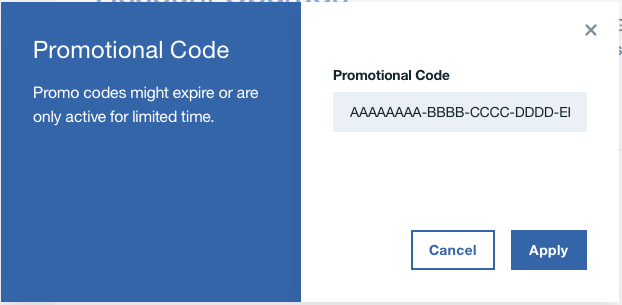 Promotional Code
Promo codes might expire or are
only active for limited time.
Promotional Code
AAAAAAAA-BBBB-CCCC-DDDD-EI
Cancel
Apply